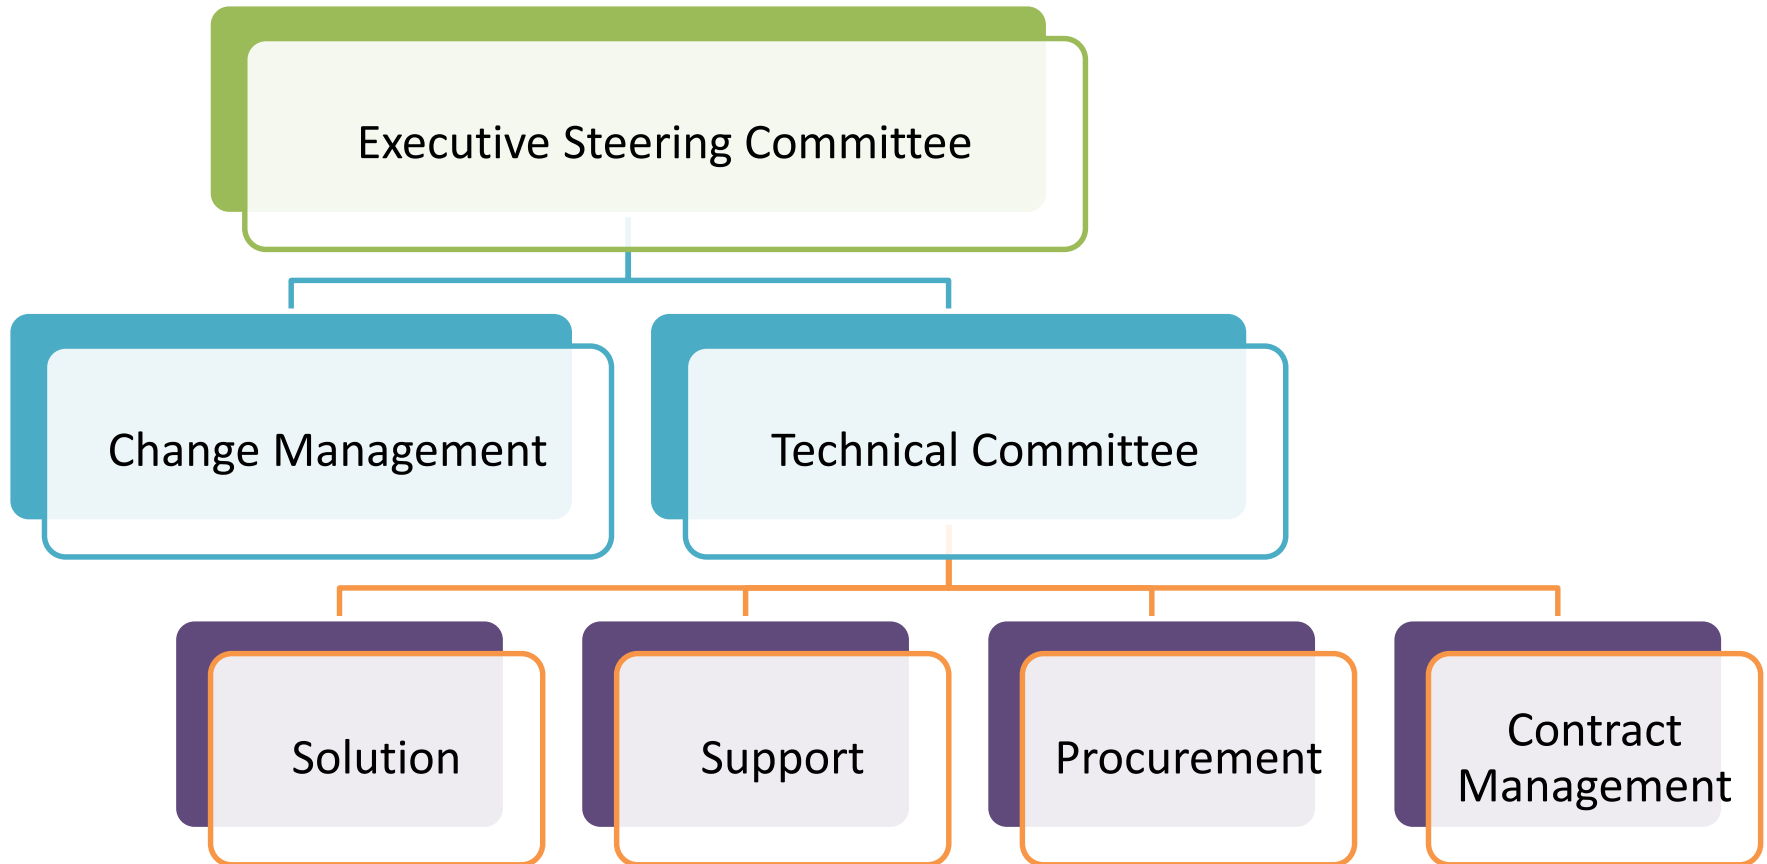 Executive Steering Committee
Change Management
Technical Committee
Solution
Support
Procurement
Contract
Management